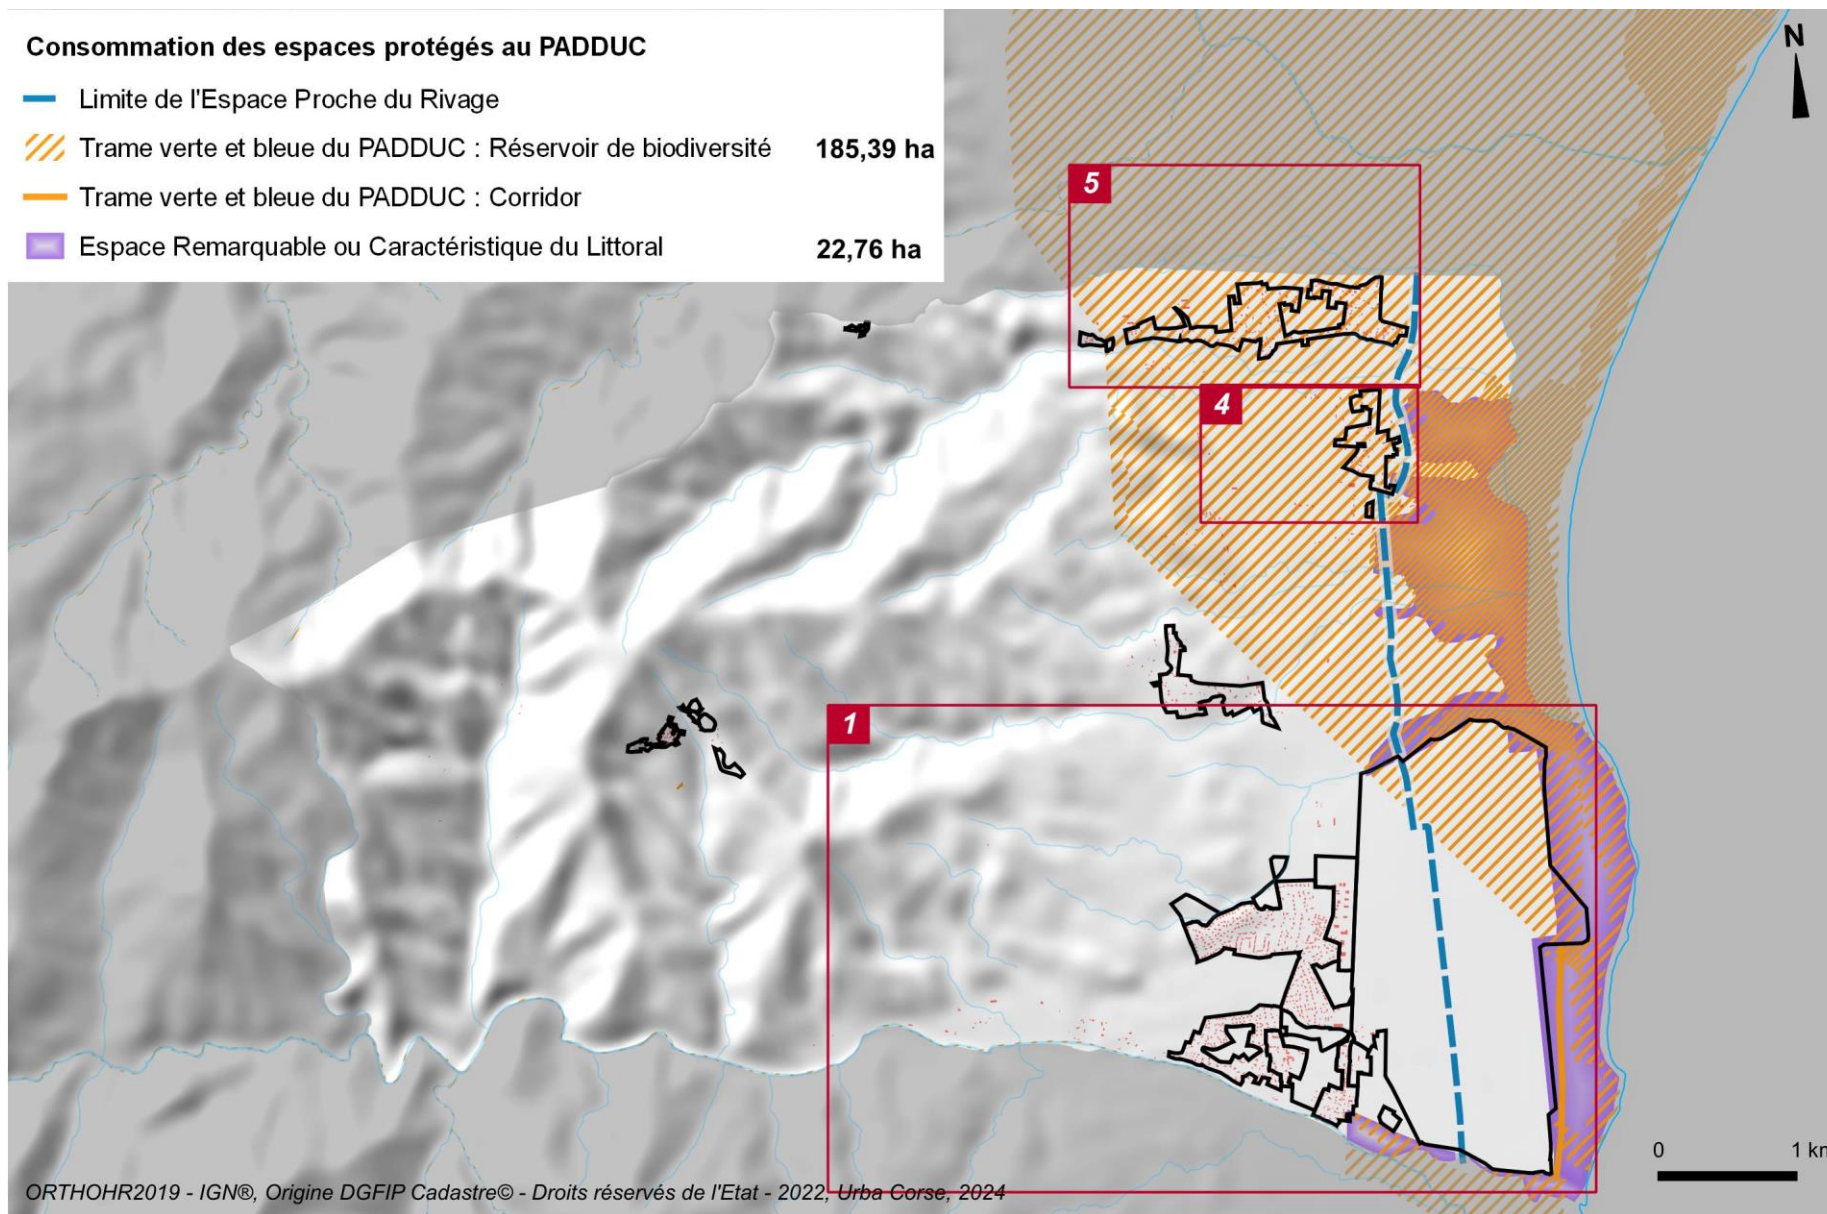 Consommation des espaces protégés au PADDUC
Limite de l'Espace Proche du Rivage
Trame verte et bleue du PADDUC : Réservoir de biodiversité 185,39 ha
Trame verte et bleue du PADDUC : Corridor
Espace Remarquable ou Caractéristique du Littoral 22,76 ha
N
5
4
1
0 1 km
ORTHOHR2019 - IGN®, Origine DGFIP Cadastre© - Droits réservés de l'Etat - 2022, Urba Corse, 2024